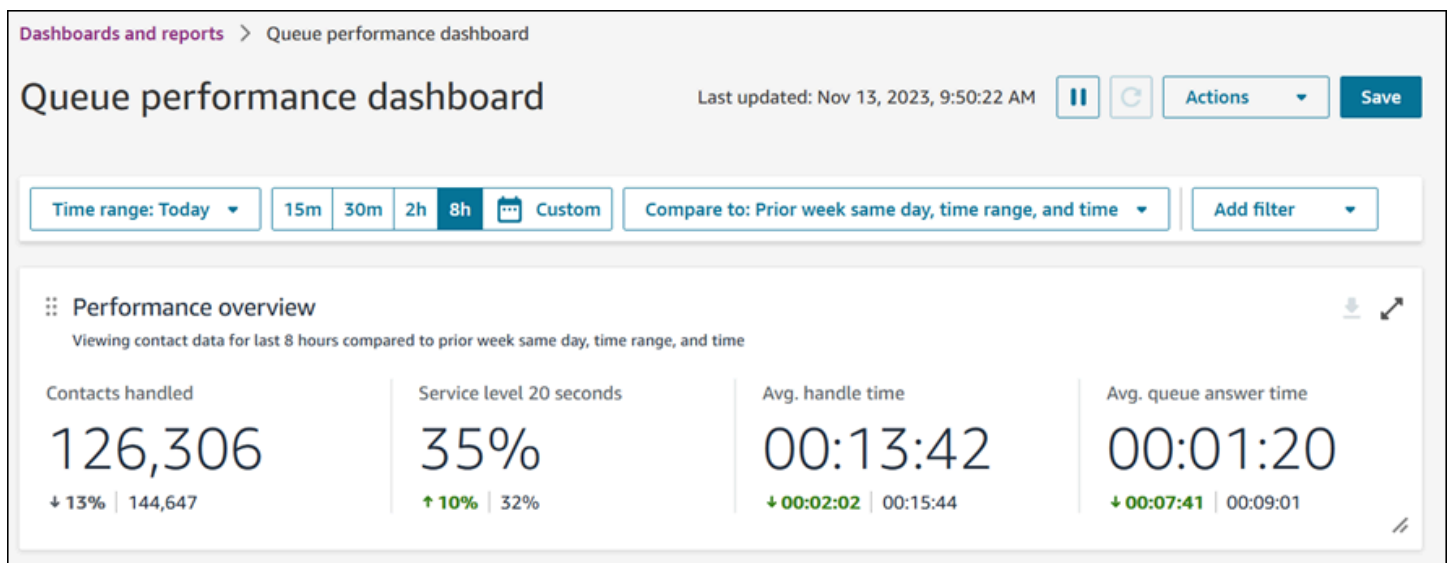 Dashboards and reports > Queue performance dashboard
Queue performance dashboard
Last updated: Nov 13, 2023, 9:50:22 AM
Actions
Save
Time range: Today
15m 30m 2h 8h Custom
Compare to: Prior week same day, time range, and time
Add filter
Performance overview
Viewing contact data for last 8 hours compared to prior week same day, time range, and time
Contacts handled
126,306
↓ 13% | 144,647
Service level 20 seconds
35%
↑ 10% | 32%
Avg. handle time
00:13:42
↓ 00:02:02 | 00:15:44
Avg. queue answer time
00:01:20
↓ 00:07:41 | 00:09:01